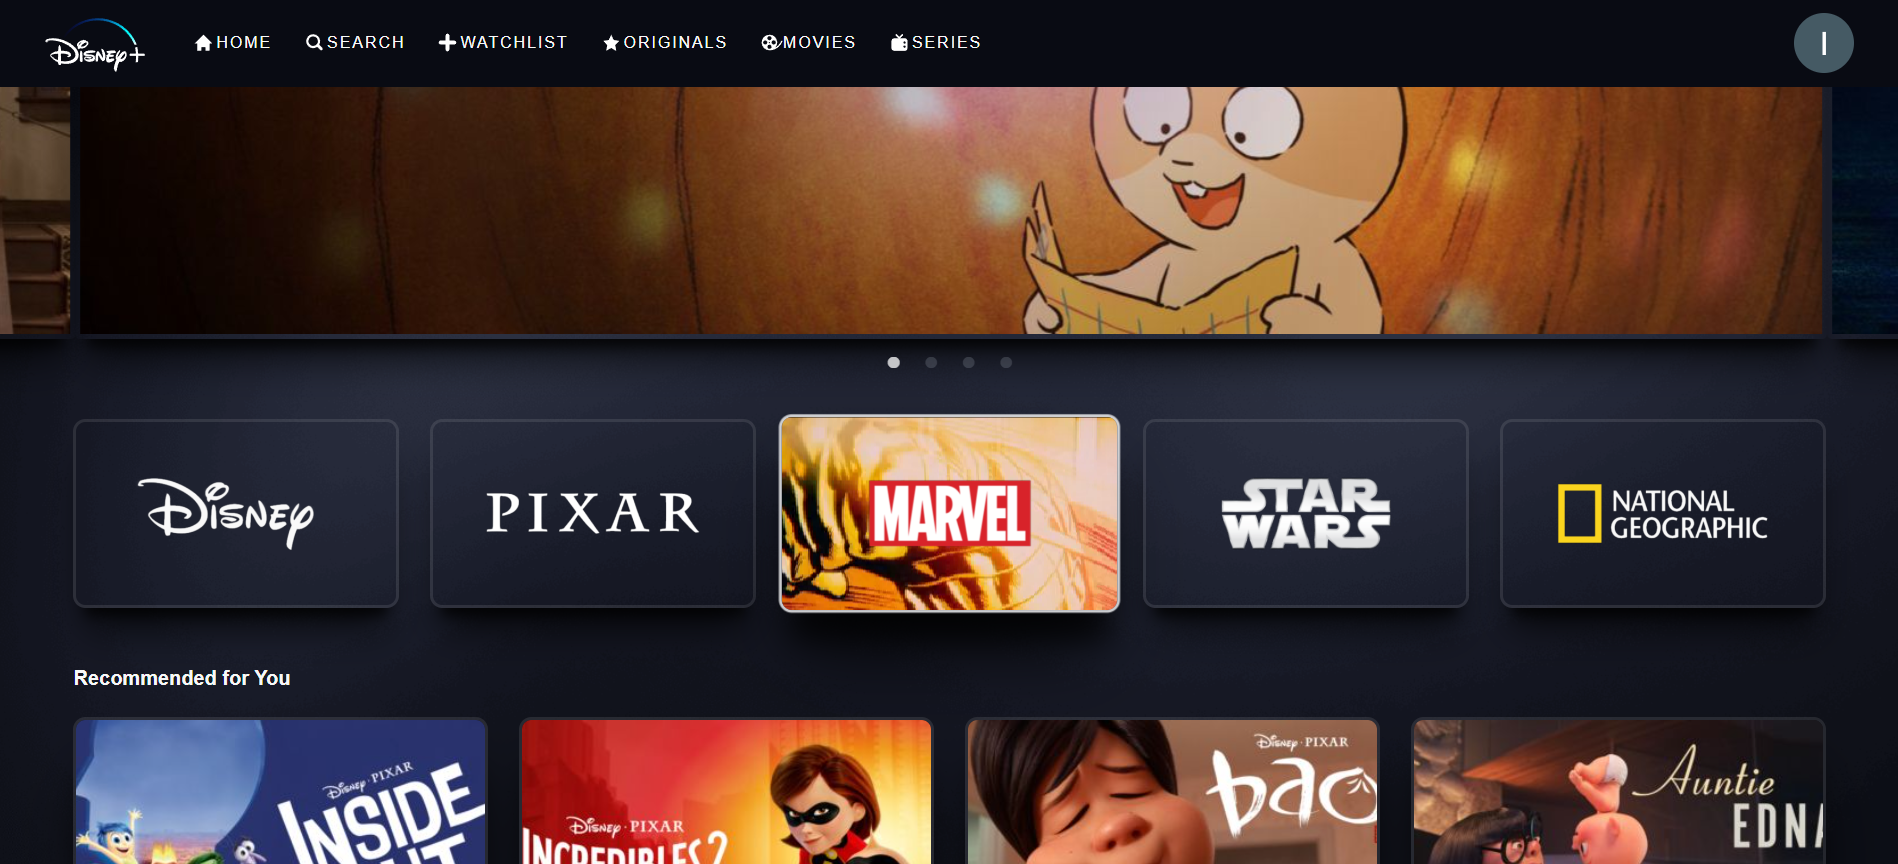 Disney+
HOME
SEARCH
WATCHLIST
ORIGINALS
MOVIES
SERIES
I
Disney
PIXAR
MARVEL
STAR
WARS
NATIONAL
GEOGRAPHIC
Recommended for You
Disney · PIXAR
INSIDE
Disney · PIXAR
INCREDIBLES 2
Disney · PIXAR
bao
Auntie
EDNA